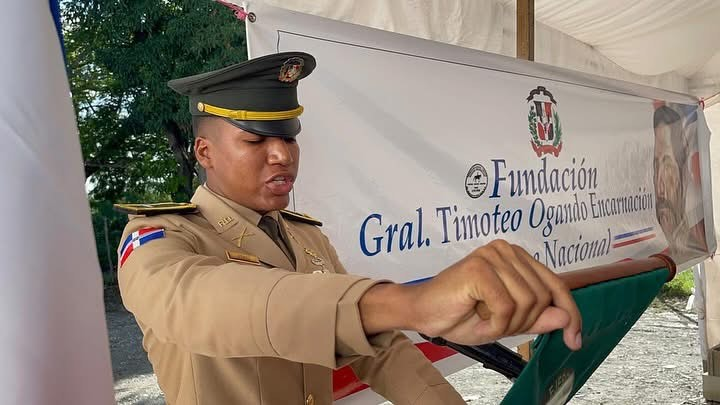 Fundación
Gral. Timoteo Ogando Encarnación
Nacional